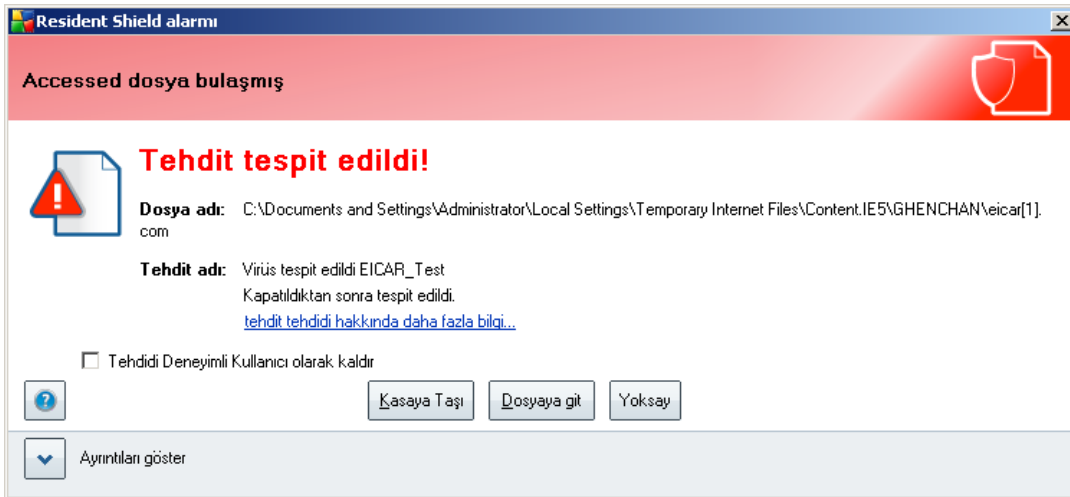 Resident Shield alarmı
Accessed dosya bulaşmış
Tehdit tespit edildi!
Dosya adı: C:\Documents and Settings\Administrator\Local Settings\Temporary Internet Files\Content.IE5\GHENCHAN\eicar[1].
com
Tehdit adı: Virüs tespit edildi EICAR_Test
Kapatıldıktan sonra tespit edildi.
tehdit tehdidi hakkında daha fazla bilgi...
Tehdidi Deneyimli Kullanıcı olarak kaldır
Kasaya Taşı Dosyaya git Yoksay
Ayrıntıları göster